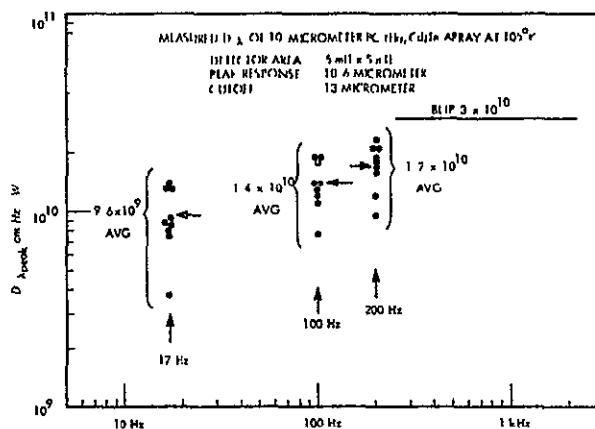 MEASURED D λ OF 10 MICROMETER PC (Hg, Cd)Te ARRAY AT 105°K
DETECTOR AREA 5 mil x 5 mil
PEAK RESPONSE 10 6 MICROMETER
CUTOFF 13 MICROMETER
BLIP 3 x 10^10
10^11
10^10
10^9
D λpeak cm Hz W
9 6x10^9
AVG
1 4 x 10^10
AVG
1 7 x 10^10
AVG
17 Hz
100 Hz
200 Hz
10 Hz
100 Hz
1 kHz